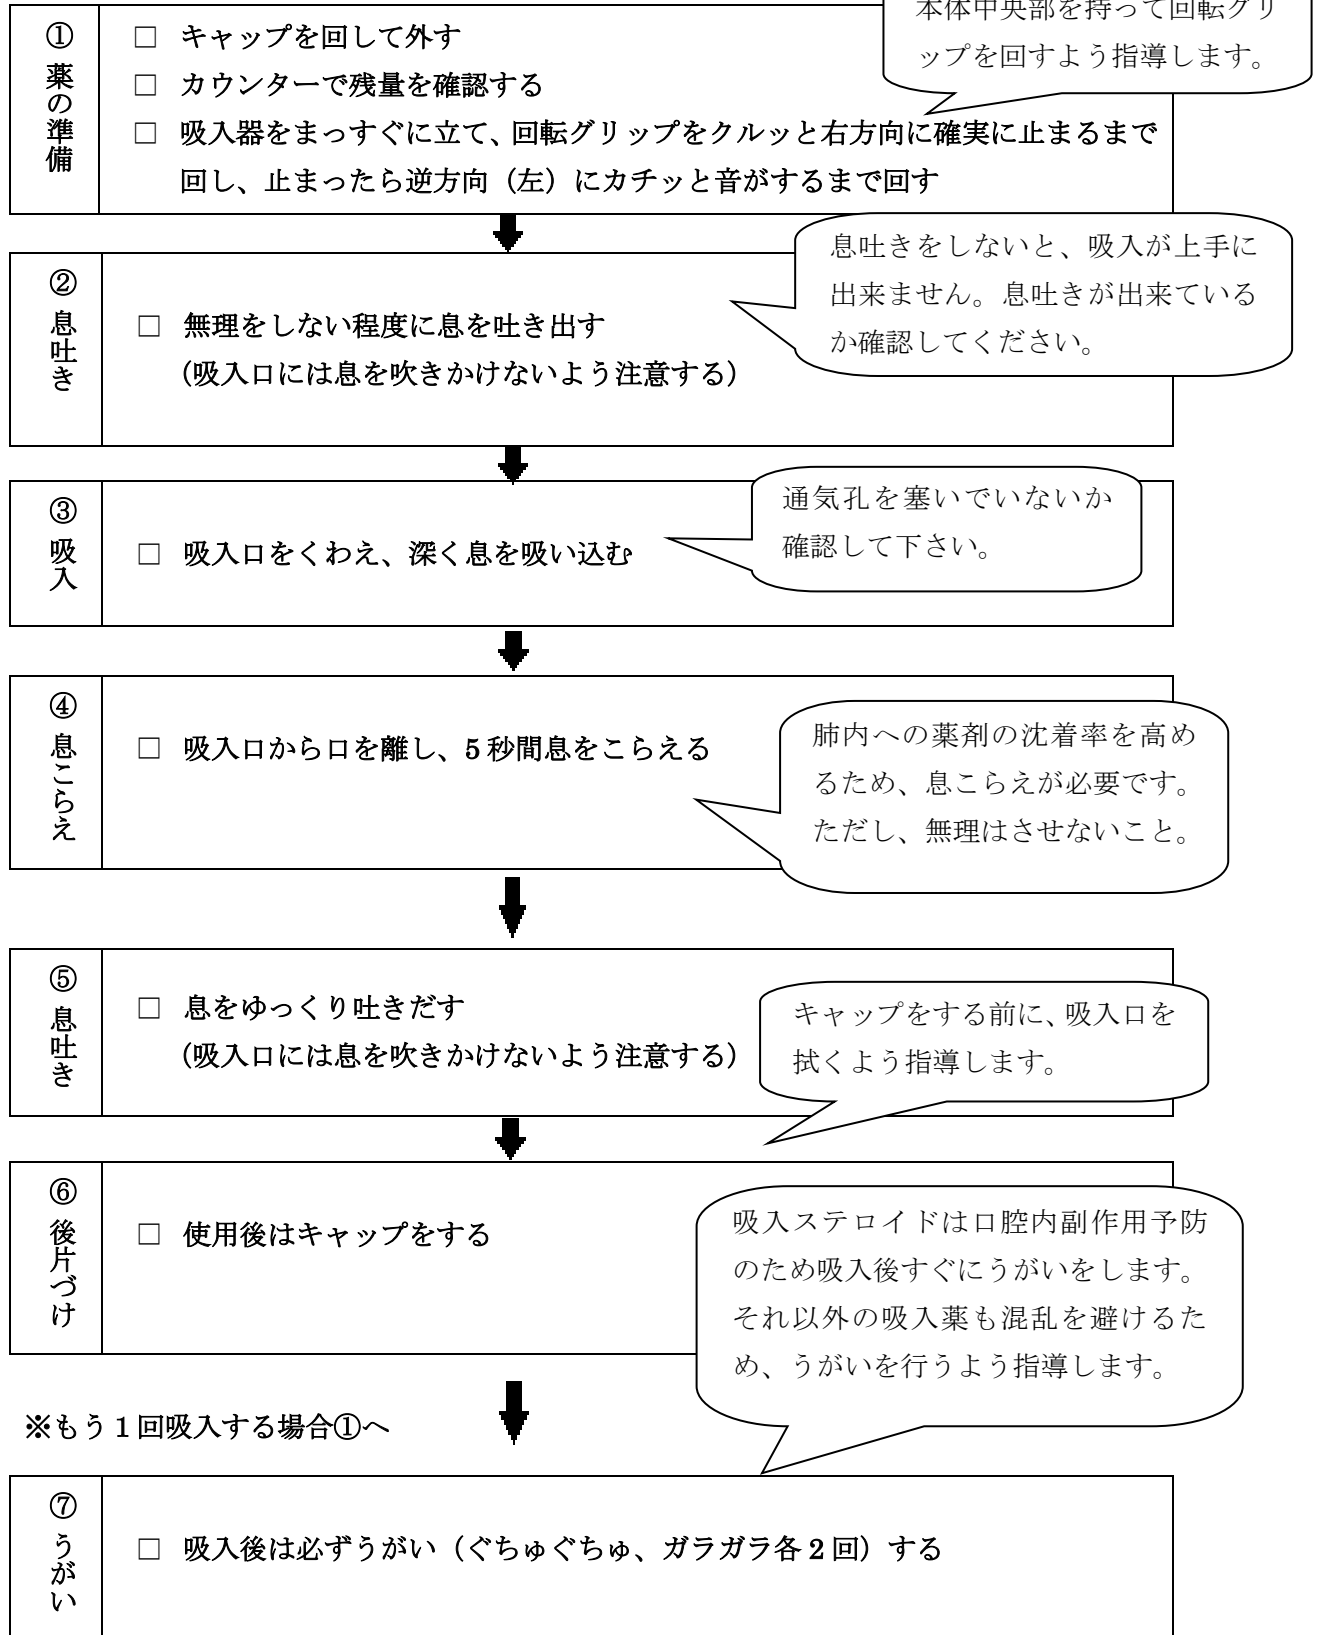 本体中央部を持って回転グリ
ップを回すよう指導します。
① 薬の準備
□ キャップを回して外す
□ カウンターで残量を確認する
□ 吸入器をまっすぐに立て、回転グリップをクルッと右方向に確実に止まるまで
回し、止まったら逆方向（左）にカチッと音がするまで回す
② 息吐き
□ 無理をしない程度に息を吐き出す
（吸入口には息を吹きかけないよう注意する）
息吐きをしないと、吸入が上手に
出来ません。息吐きが出来ている
か確認してください。
③ 吸入
□ 吸入口をくわえ、深く息を吸い込む
通気孔を塞いでいないか
確認して下さい。
④ 息こらえ
□ 吸入口から口を離し、5秒間息をこらえる
肺内への薬剤の沈着率を高め
るため、息こらえが必要です。
ただし、無理はさせないこと。
⑤ 息吐き
□ 息をゆっくり吐きだす
（吸入口には息を吹きかけないよう注意する）
キャップをする前に、吸入口を
拭くよう指導します。
⑥ 後片づけ
□ 使用後はキャップをする
吸入ステロイドは口腔内副作用予防
のため吸入後すぐにうがいをします。
それ以外の吸入薬も混乱を避けるた
め、うがいを行うよう指導します。
※もう1回吸入する場合①へ
⑦ うがい
□ 吸入後は必ずうがい（ぐちゅぐちゅ、ガラガラ各2回）する